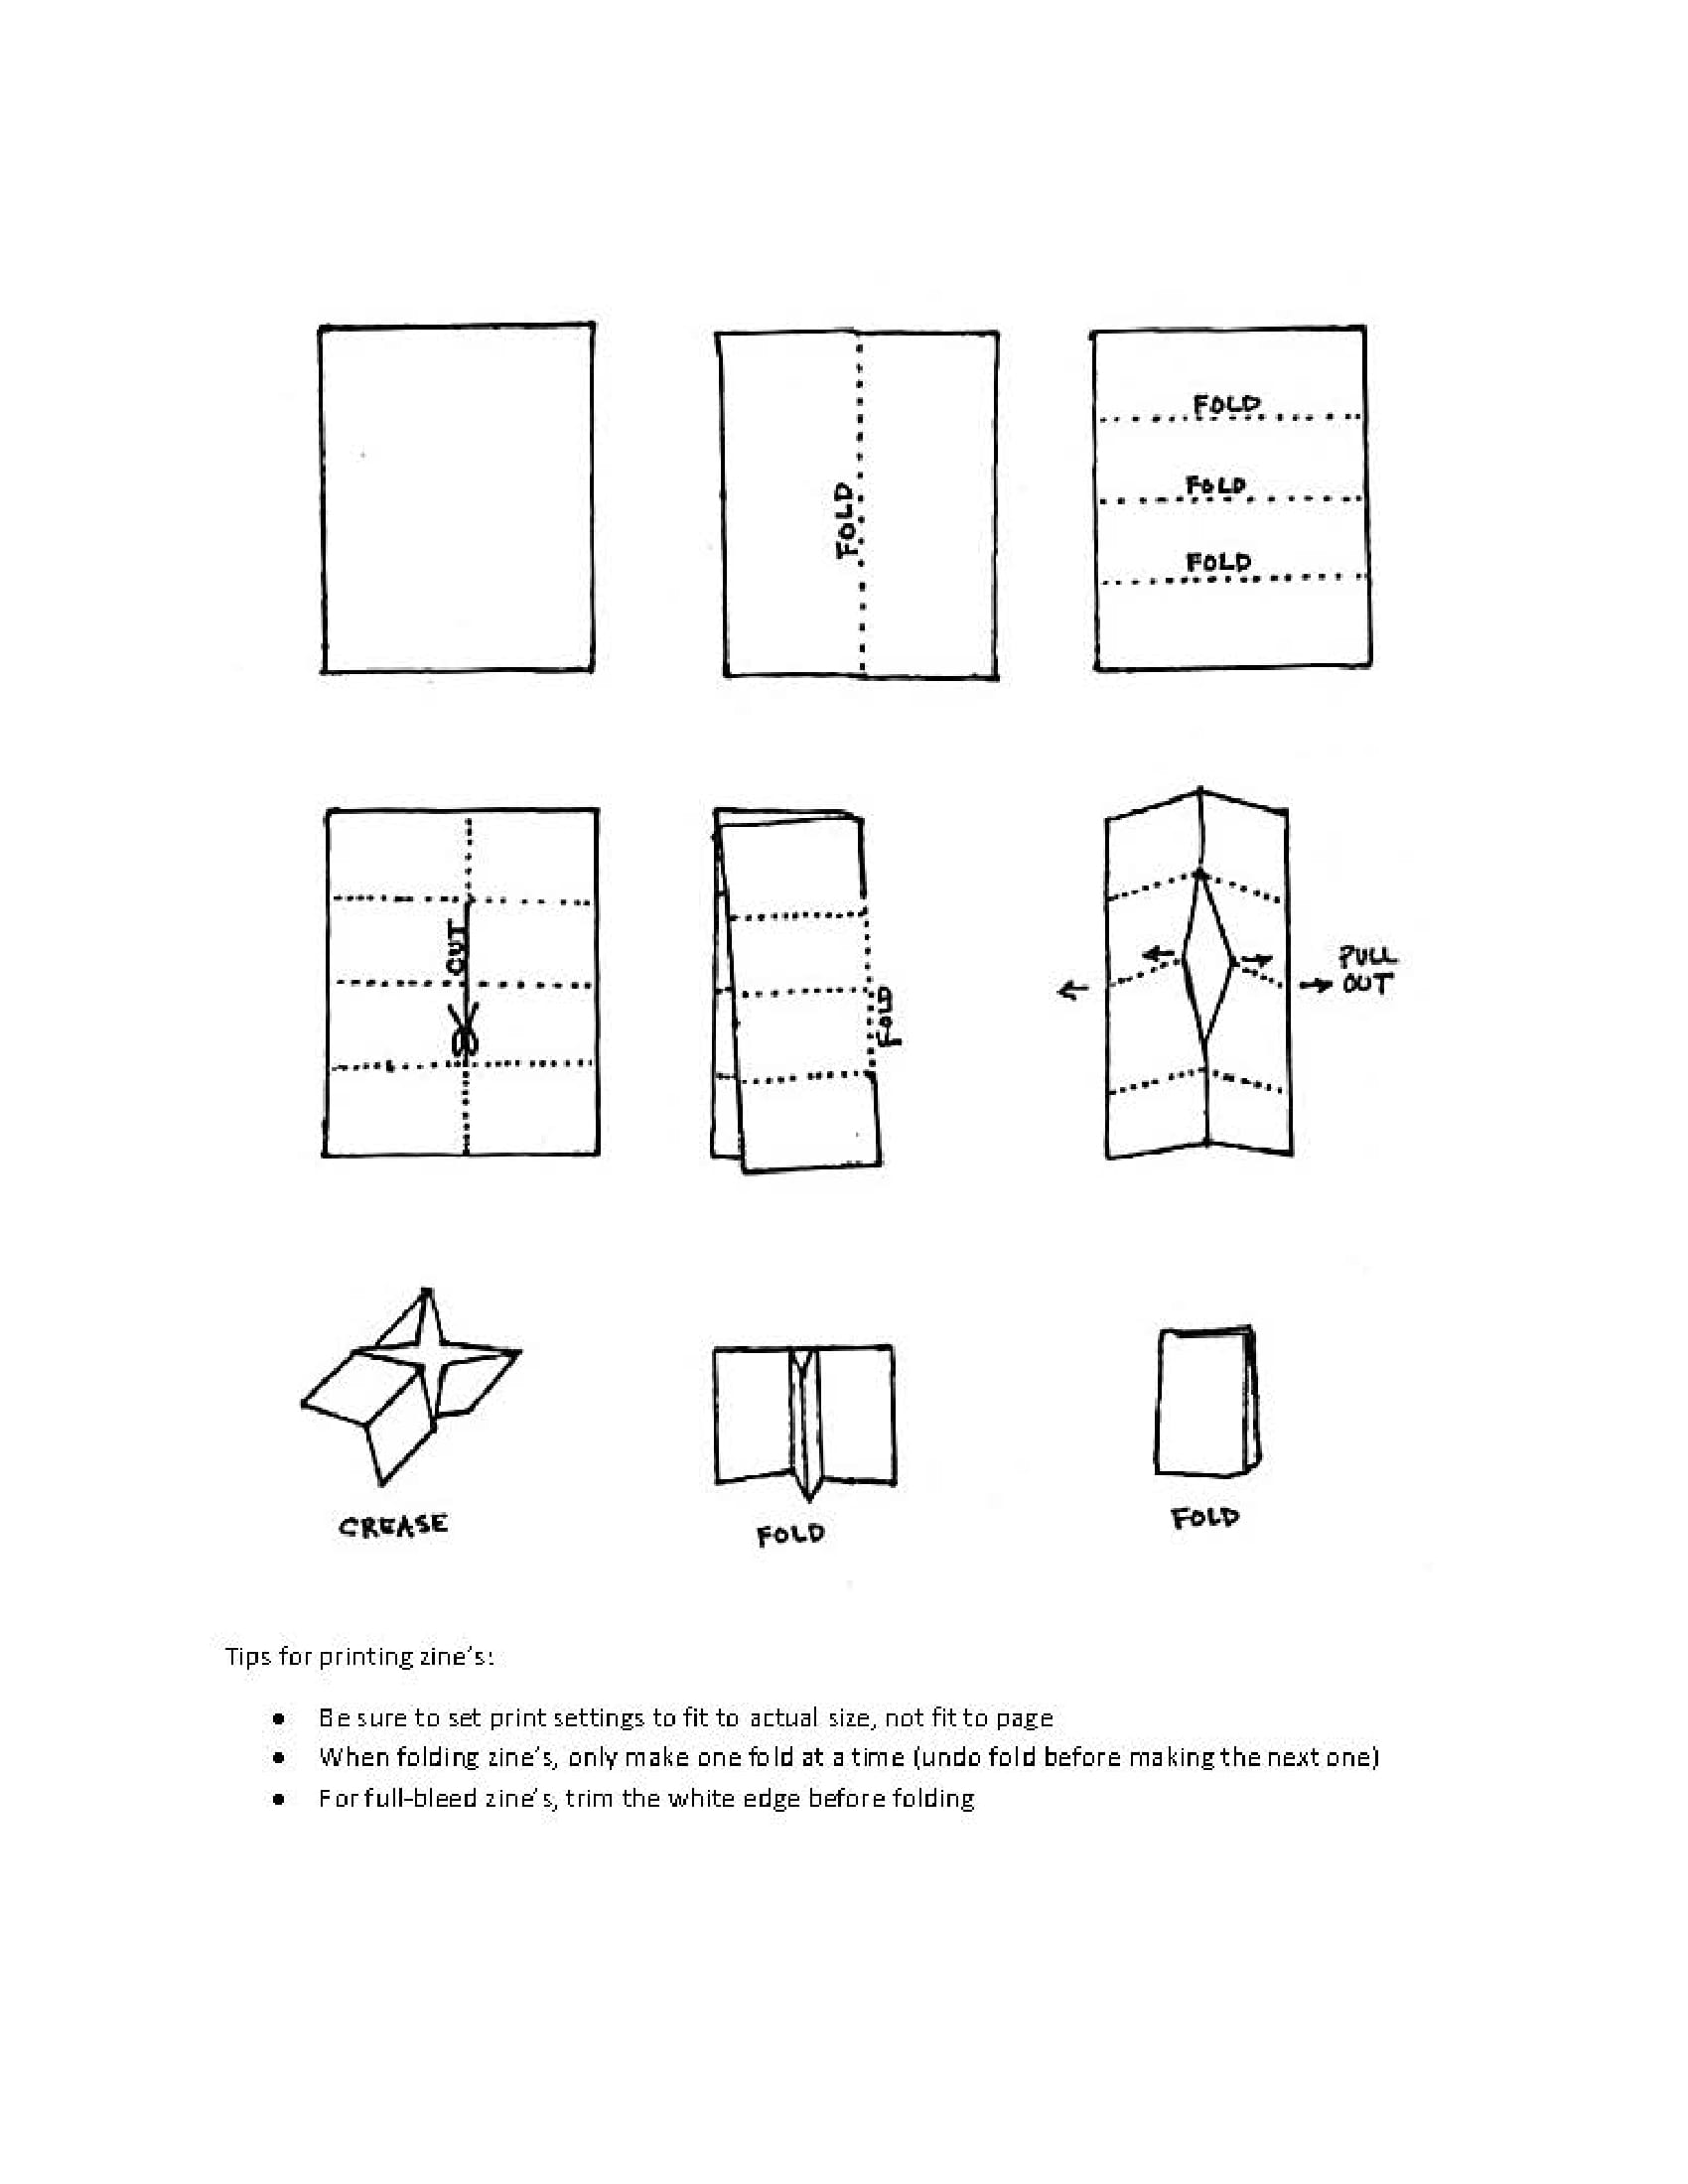 FOLD
FOLD
FOLD
FOLD
CUT
FOLD
PULL
OUT
CREASE
FOLD
FOLD
Tips for printing zine's:
● Be sure to set print settings to fit to actual size, not fit to page
● When folding zine's, only make one fold at a time (undo fold before making the next one)
● For full-bleed zine's, trim the white edge before folding